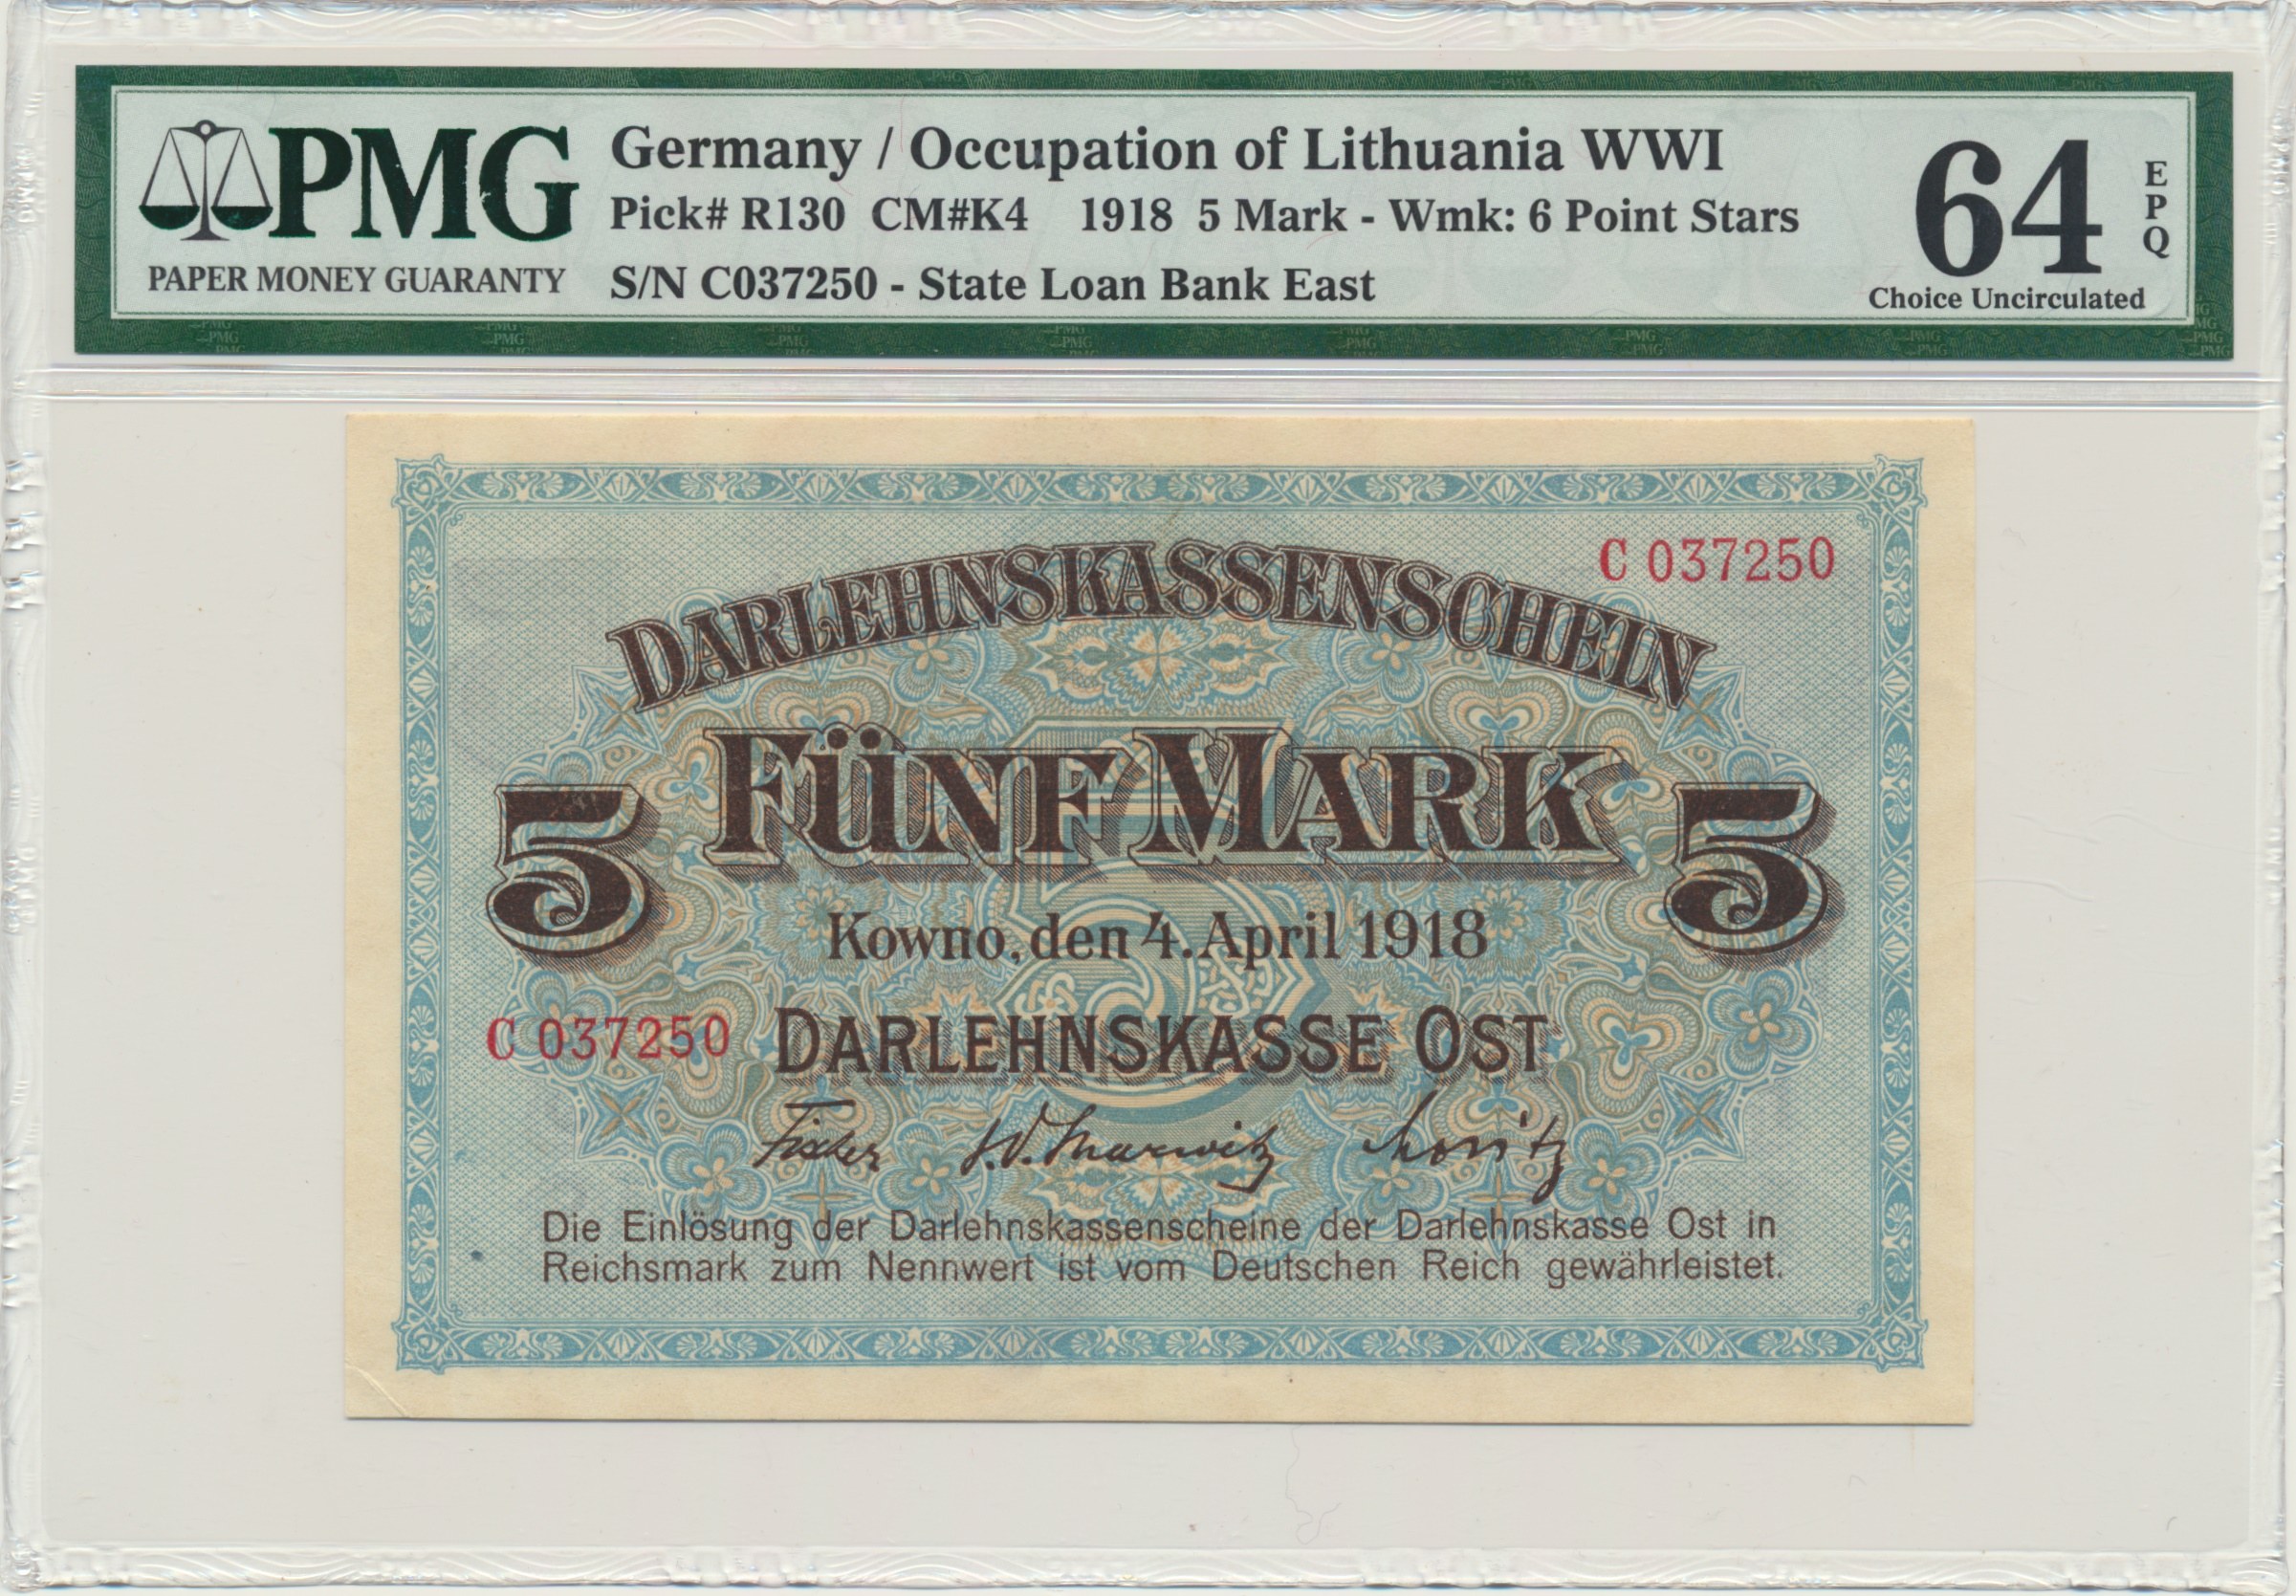 PMG
PAPER MONEY GUARANTY
Germany / Occupation of Lithuania WWI
Pick# R130 CM#K4 1918 5 Mark - Wmk: 6 Point Stars
S/N C037250 - State Loan Bank East
64
EPQ
Choice Uncirculated
C 037250
DARLEHNSKASSENSCHEIN
FÜNF MARK
5 5
Kowno, den 4. April 1918
C 037250 DARLEHNSKASSE OST
Fischer Marwitz
Die Einlösung der Darlehnskassenscheine der Darlehnskasse Ost in
Reichsmark zum Nennwert ist vom Deutschen Reich gewährleistet.